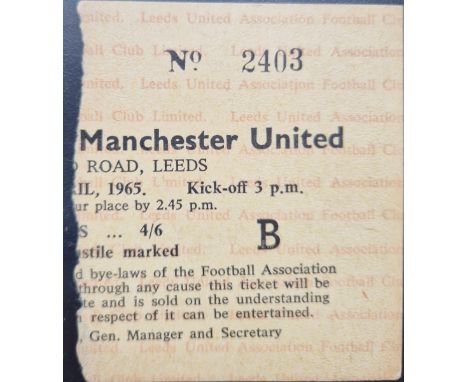 Nº 2403
Manchester United
ROAD, LEEDS
IL, 1965. Kick-off 3 p.m.
ur place by 2.45 p.m.
S ... 4/6
B
stile marked
d bye-laws of the Football Association
through any cause this ticket will be
te and is sold on the understanding
n respect of it can be entertained.
, Gen. Manager and Secretary